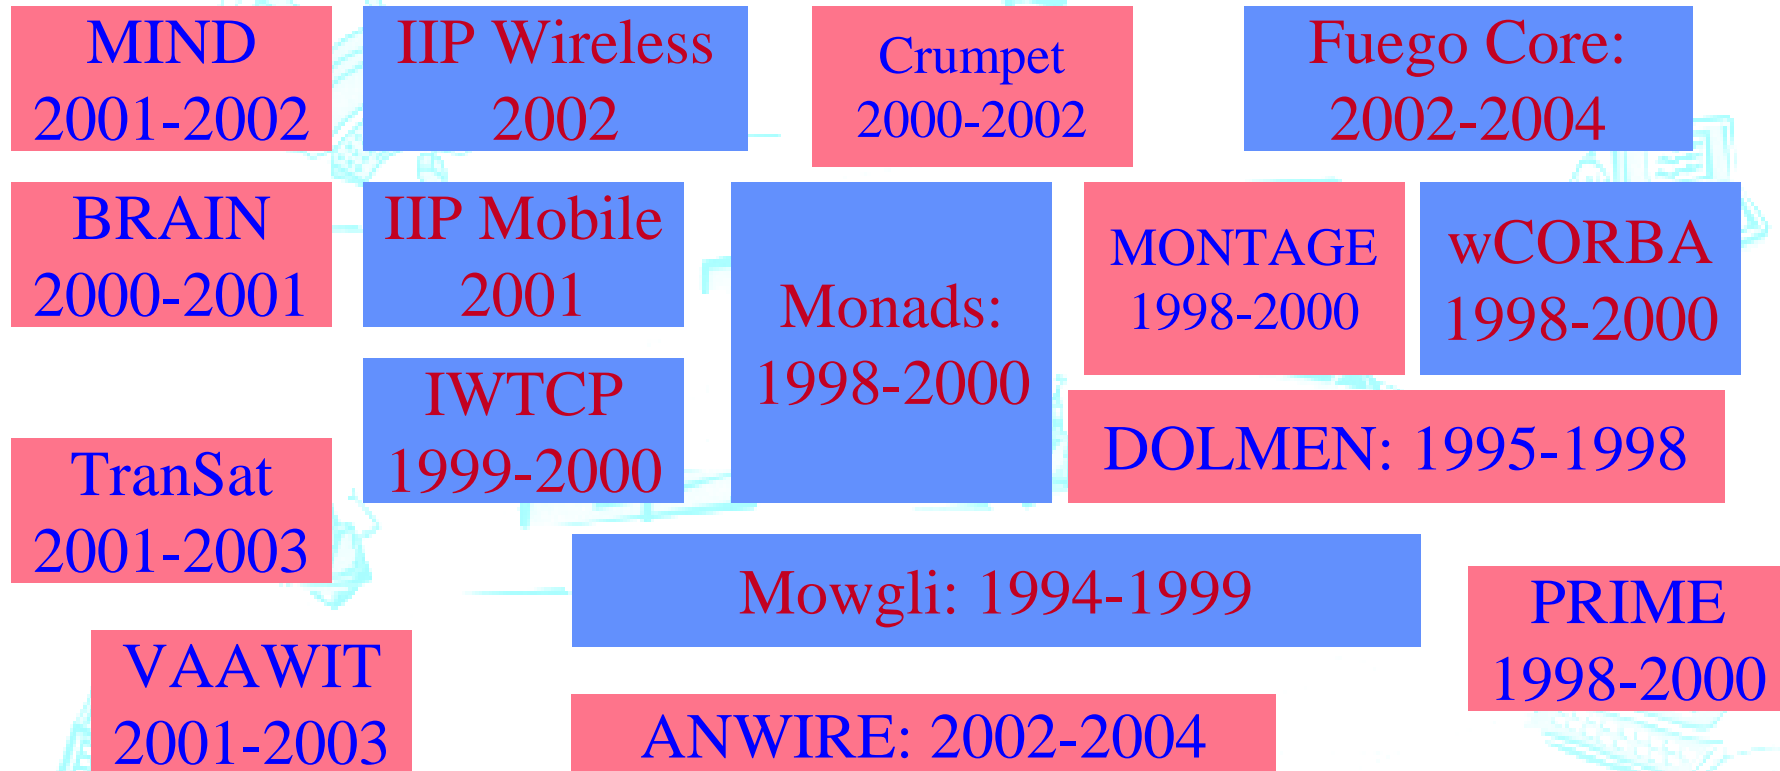 MIND
2001-2002
IIP Wireless
2002
Crumpet
2000-2002
Fuego Core:
2002-2004
BRAIN
2000-2001
IIP Mobile
2001
Monads:
1998-2000
MONTAGE
1998-2000
wCORBA
1998-2000
IWTCP
1999-2000
DOLMEN: 1995-1998
TranSat
2001-2003
Mowgli: 1994-1999
PRIME
1998-2000
VAAWIT
2001-2003
ANWIRE: 2002-2004